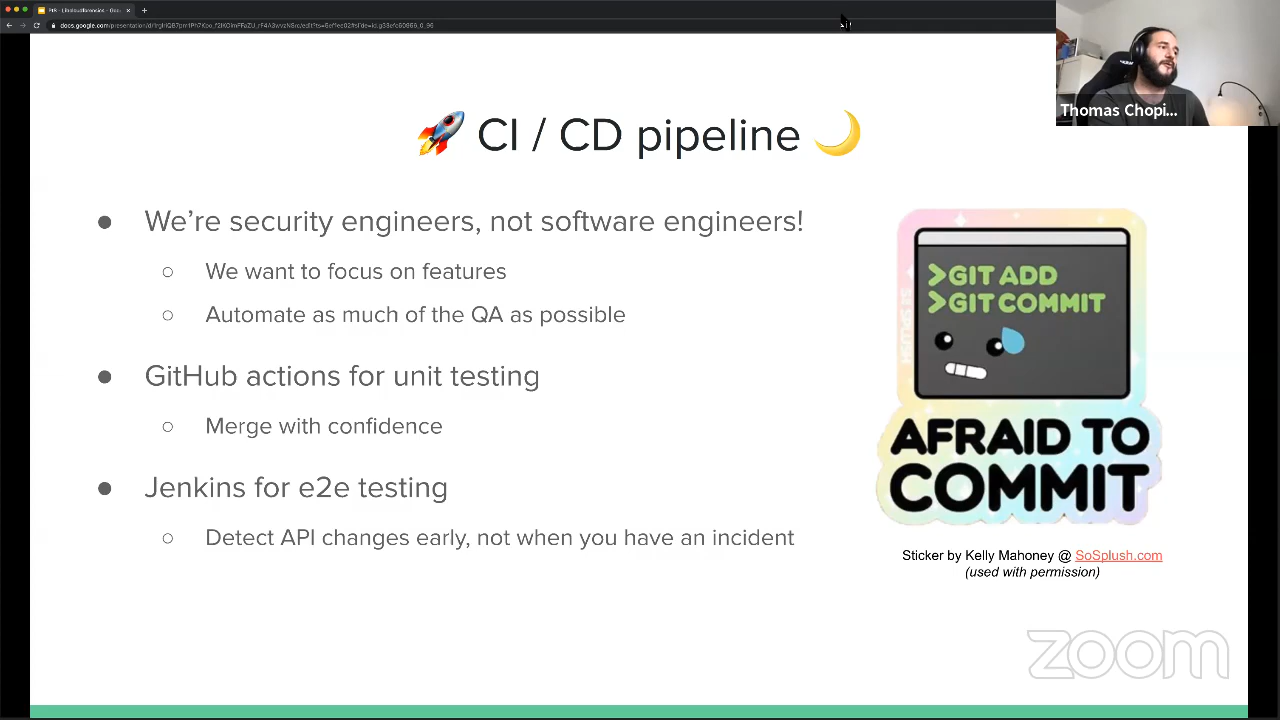 Thomas Chopi...
🚀 CI / CD pipeline 🌙
● We're security engineers, not software engineers!
○ We want to focus on features
○ Automate as much of the QA as possible
● GitHub actions for unit testing
○ Merge with confidence
● Jenkins for e2e testing
○ Detect API changes early, not when you have an incident
>GIT ADD
>GIT COMMIT
AFRAID TO
COMMIT
Sticker by Kelly Mahoney @ SoSplush.com
(used with permission)
zoom